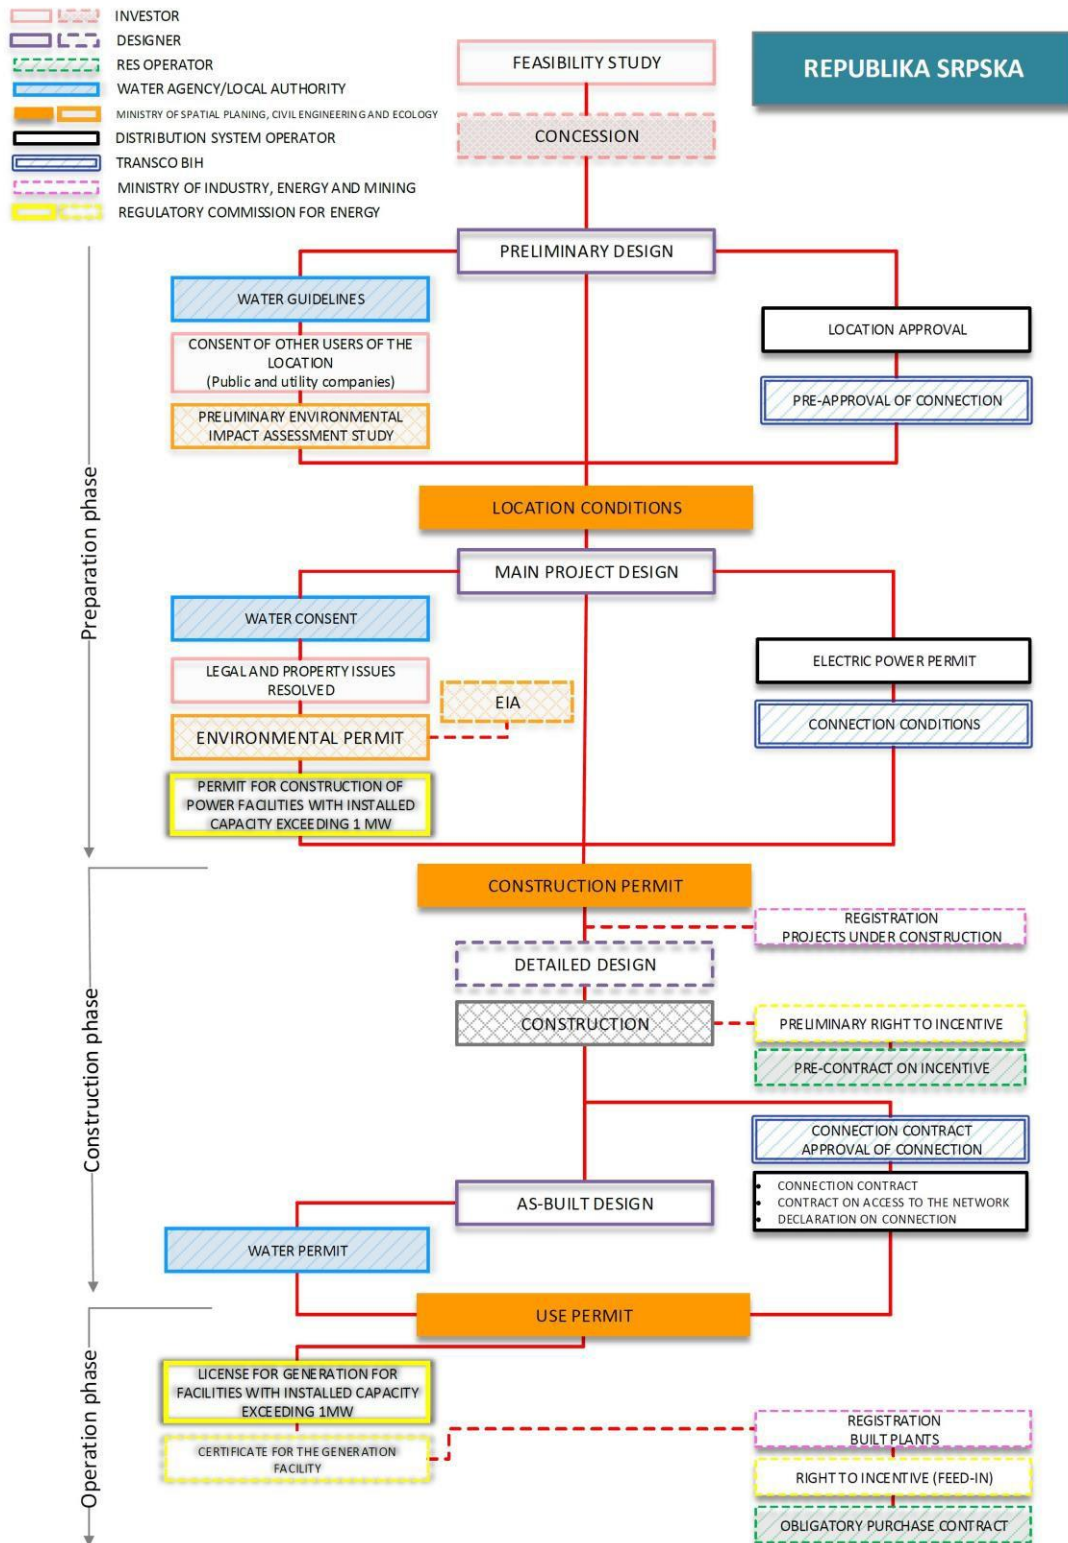 INVESTOR
DESIGNER
RES OPERATOR
WATER AGENCY/LOCAL AUTHORITY
MINISTRY OF SPATIAL PLANING, CIVIL ENGINEERING AND ECOLOGY
DISTRIBUTION SYSTEM OPERATOR
TRANSCO BIH
MINISTRY OF INDUSTRY, ENERGY AND MINING
REGULATORY COMMISSION FOR ENERGY
REPUBLIKA SRPSKA
FEASIBILITY STUDY
CONCESSION
Preparation phase
PRELIMINARY DESIGN
WATER GUIDELINES
CONSENT OF OTHER USERS OF THE
LOCATION
(Public and utility companies)
PRELIMINARY ENVIRONMENTAL
IMPACT ASSESSMENT STUDY
LOCATION APPROVAL
PRE-APPROVAL OF CONNECTION
LOCATION CONDITIONS
MAIN PROJECT DESIGN
WATER CONSENT
LEGAL AND PROPERTY ISSUES
RESOLVED
EIA
ENVIRONMENTAL PERMIT
PERMIT FOR CONSTRUCTION OF
POWER FACILITIES WITH INSTALLED
CAPACITY EXCEEDING 1 MW
ELECTRIC POWER PERMIT
CONNECTION CONDITIONS
Construction phase
CONSTRUCTION PERMIT
REGISTRATION
PROJECTS UNDER CONSTRUCTION
DETAILED DESIGN
CONSTRUCTION
PRELIMINARY RIGHT TO INCENTIVE
PRE-CONTRACT ON INCENTIVE
CONNECTION CONTRACT
APPROVAL OF CONNECTION
• CONNECTION CONTRACT
• CONTRACT ON ACCESS TO THE NETWORK
• DECLARATION ON CONNECTION
AS-BUILT DESIGN
WATER PERMIT
USE PERMIT
Operation phase
LICENSE FOR GENERATION FOR
FACILITIES WITH INSTALLED CAPACITY
EXCEEDING 1MW
CERTIFICATE FOR THE GENERATION
FACILITY
REGISTRATION
BUILT PLANTS
RIGHT TO INCENTIVE (FEED-IN)
OBLIGATORY PURCHASE CONTRACT